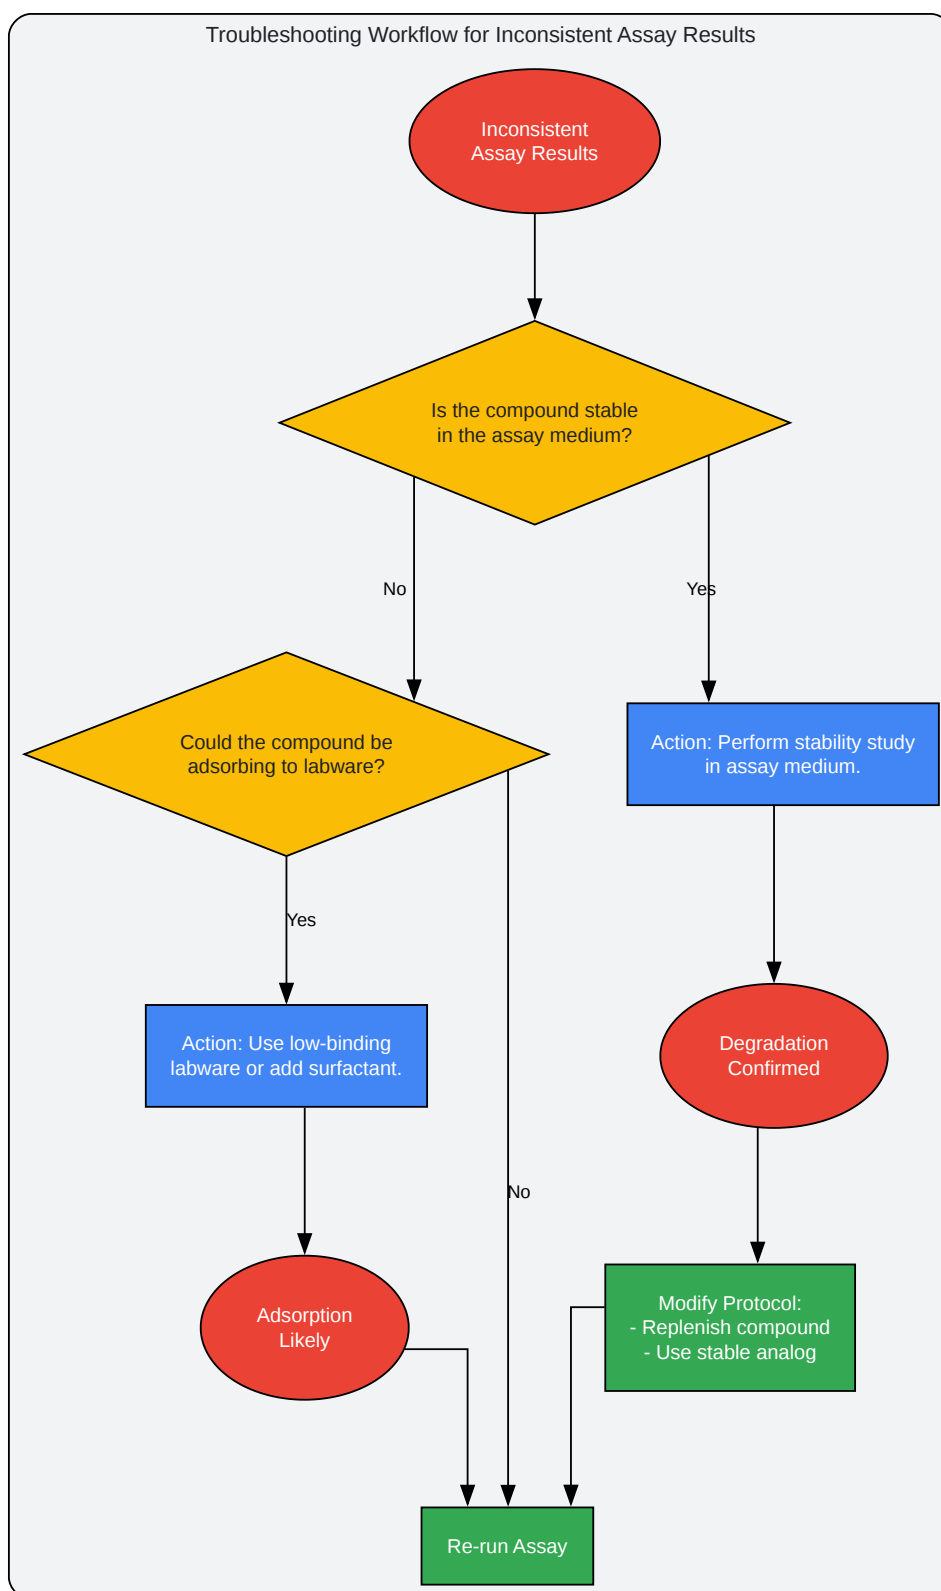 Troubleshooting Workflow for Inconsistent Assay Results
Inconsistent
Assay Results
Is the compound stable
in the assay medium?
No
Yes
Could the compound be
adsorbing to labware?
Action: Perform stability study
in assay medium.
Yes
Action: Use low-binding
labware or add surfactant.
Degradation
Confirmed
No
Adsorption
Likely
Modify Protocol:
- Replenish compound
- Use stable analog
Re-run Assay